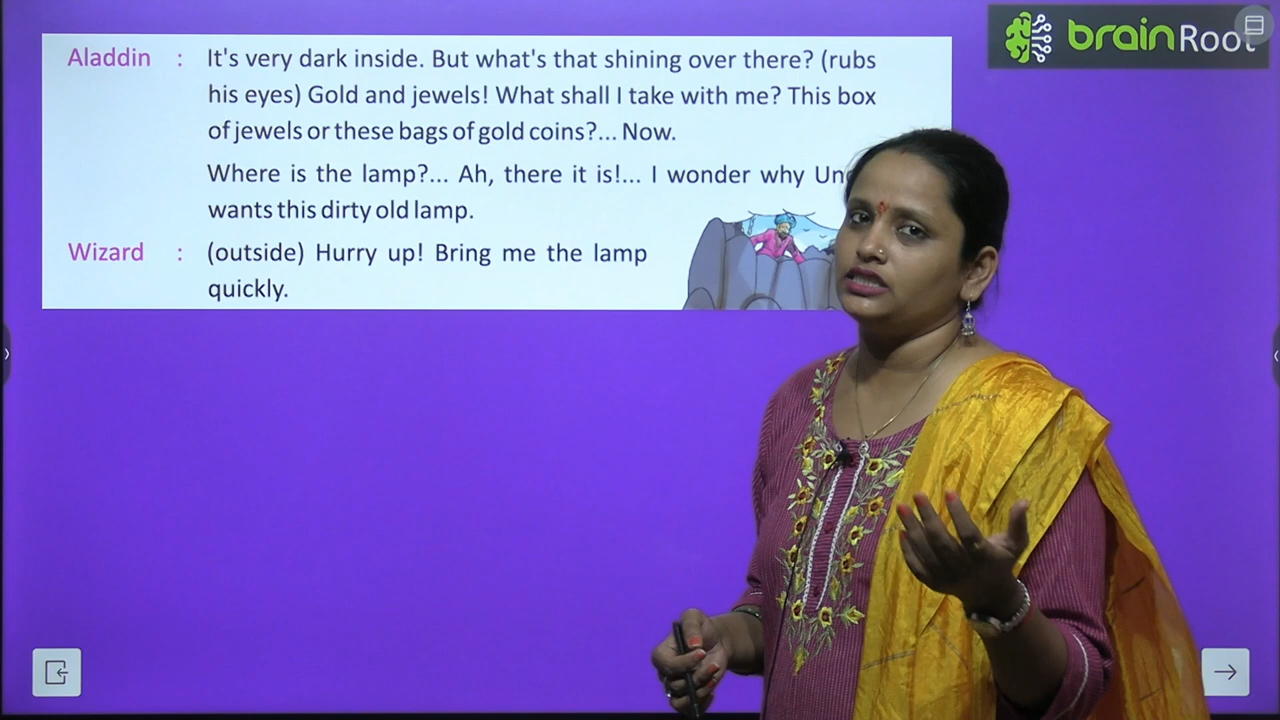 brainRoot
Aladdin : It's very dark inside. But what's that shining over there? (rubs
his eyes) Gold and jewels! What shall I take with me? This box
of jewels or these bags of gold coins?... Now.
Where is the lamp?... Ah, there it is!... I wonder why
wants this dirty old lamp.
Wizard : (outside) Hurry up! Bring me the lamp
quickly.